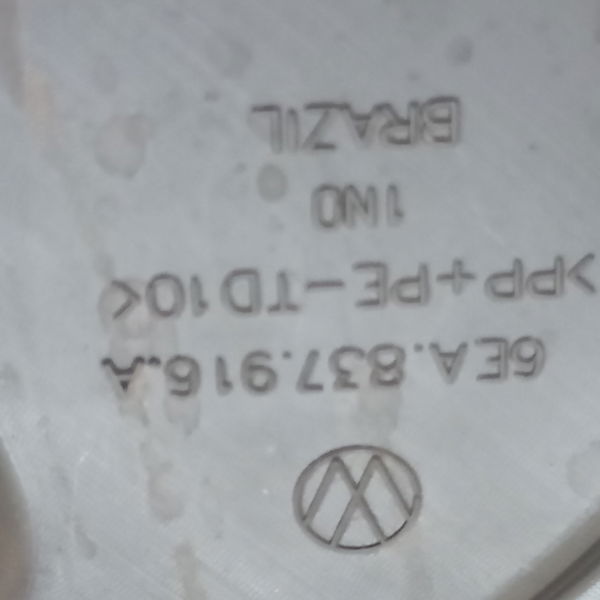 6EA.837.916.A
>PP+PE-TD10<
1N0
BRAZIL